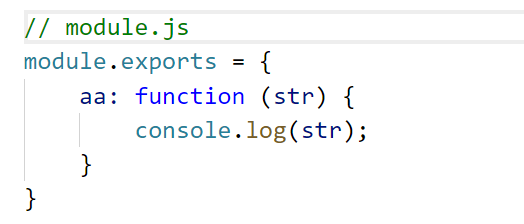 // module.js
module.exports = {
    aa: function (str) {
        console.log(str);
    }
}